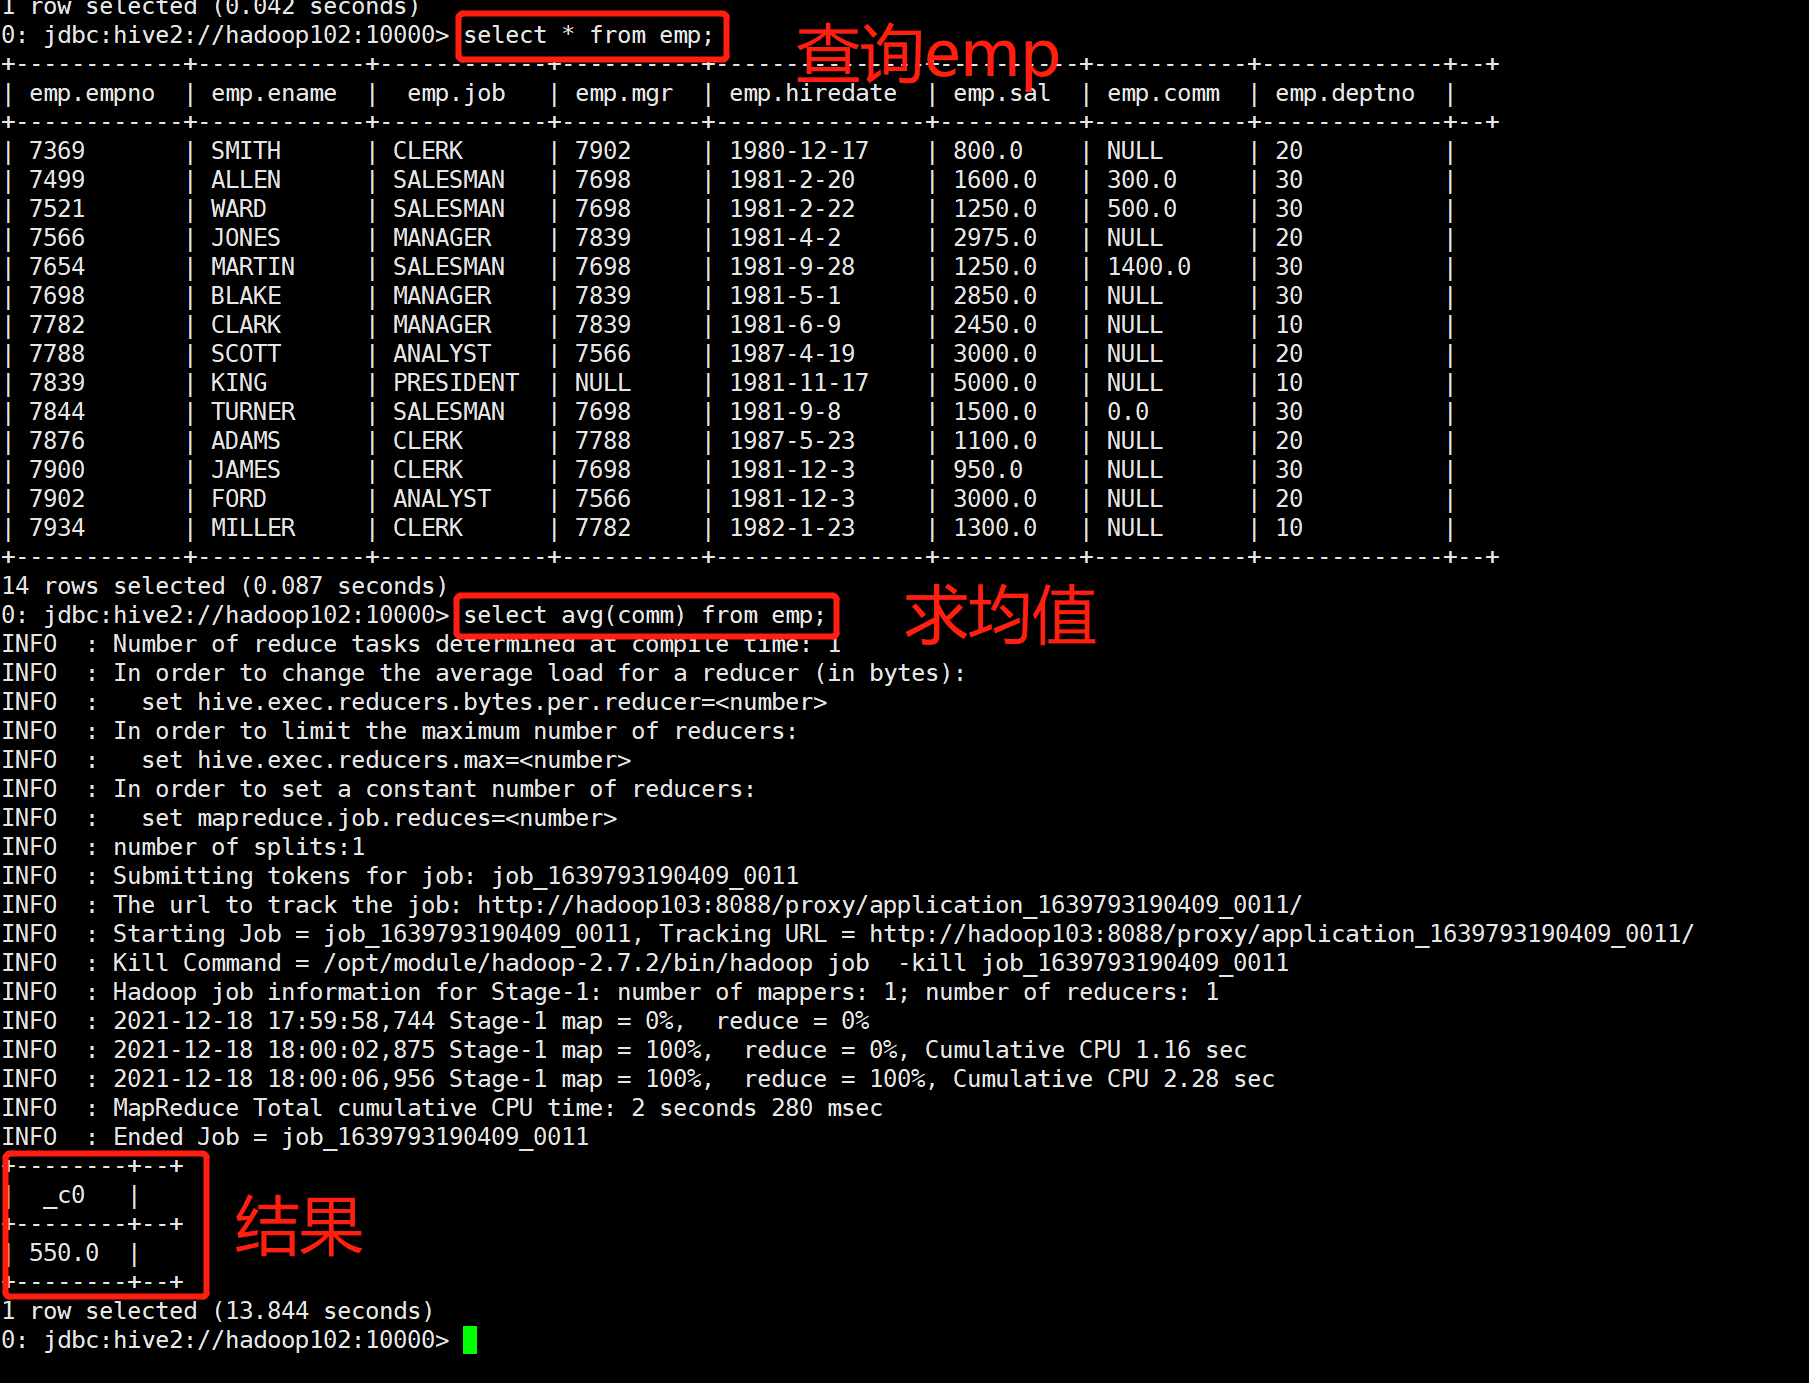 1 row selected (0.042 seconds)
0: jdbc:hive2://hadoop102:10000> select * from emp;
查询emp
+------------+------------+------------+----------+---------------+----------+-----------+-------------+--+
| emp.empno  | emp.ename  |  emp.job   | emp.mgr  | emp.hiredate  | emp.sal  | emp.comm  | emp.deptno  |
+------------+------------+------------+----------+---------------+----------+-----------+-------------+--+
| 7369       | SMITH      | CLERK      | 7902     | 1980-12-17    | 800.0    | NULL      | 20          |
| 7499       | ALLEN      | SALESMAN   | 7698     | 1981-2-20     | 1600.0   | 300.0     | 30          |
| 7521       | WARD       | SALESMAN   | 7698     | 1981-2-22     | 1250.0   | 500.0     | 30          |
| 7566       | JONES      | MANAGER    | 7839     | 1981-4-2      | 2975.0   | NULL      | 20          |
| 7654       | MARTIN     | SALESMAN   | 7698     | 1981-9-28     | 1250.0   | 1400.0    | 30          |
| 7698       | BLAKE      | MANAGER    | 7839     | 1981-5-1      | 2850.0   | NULL      | 30          |
| 7782       | CLARK      | MANAGER    | 7839     | 1981-6-9      | 2450.0   | NULL      | 10          |
| 7788       | SCOTT      | ANALYST    | 7566     | 1987-4-19     | 3000.0   | NULL      | 20          |
| 7839       | KING       | PRESIDENT  | NULL     | 1981-11-17    | 5000.0   | NULL      | 10          |
| 7844       | TURNER     | SALESMAN   | 7698     | 1981-9-8      | 1500.0   | 0.0       | 30          |
| 7876       | ADAMS      | CLERK      | 7788     | 1987-5-23     | 1100.0   | NULL      | 20          |
| 7900       | JAMES      | CLERK      | 7698     | 1981-12-3     | 950.0    | NULL      | 30          |
| 7902       | FORD       | ANALYST    | 7566     | 1981-12-3     | 3000.0   | NULL      | 20          |
| 7934       | MILLER     | CLERK      | 7782     | 1982-1-23     | 1300.0   | NULL      | 10          |
+------------+------------+------------+----------+---------------+----------+-----------+-------------+--+
14 rows selected (0.087 seconds)
0: jdbc:hive2://hadoop102:10000> select avg(comm) from emp;
求均值
INFO  : Number of reduce tasks determined at compile time: 1
INFO  : In order to change the average load for a reducer (in bytes):
INFO  :   set hive.exec.reducers.bytes.per.reducer=<number>
INFO  : In order to limit the maximum number of reducers:
INFO  :   set hive.exec.reducers.max=<number>
INFO  : In order to set a constant number of reducers:
INFO  :   set mapreduce.job.reduces=<number>
INFO  : number of splits:1
INFO  : Submitting tokens for job: job_1639793190409_0011
INFO  : The url to track the job: http://hadoop103:8088/proxy/application_1639793190409_0011/
INFO  : Starting Job = job_1639793190409_0011, Tracking URL = http://hadoop103:8088/proxy/application_1639793190409_0011/
INFO  : Kill Command = /opt/module/hadoop-2.7.2/bin/hadoop job  -kill job_1639793190409_0011
INFO  : Hadoop job information for Stage-1: number of mappers: 1; number of reducers: 1
INFO  : 2021-12-18 17:59:58,744 Stage-1 map = 0%,  reduce = 0%
INFO  : 2021-12-18 18:00:02,875 Stage-1 map = 100%,  reduce = 0%, Cumulative CPU 1.16 sec
INFO  : 2021-12-18 18:00:06,956 Stage-1 map = 100%,  reduce = 100%, Cumulative CPU 2.28 sec
INFO  : MapReduce Total cumulative CPU time: 2 seconds 280 msec
INFO  : Ended Job = job_1639793190409_0011
+--------+--+
|  _c0   |
结果
+--------+--+
| 550.0  |
+--------+--+
1 row selected (13.844 seconds)
0: jdbc:hive2://hadoop102:10000>